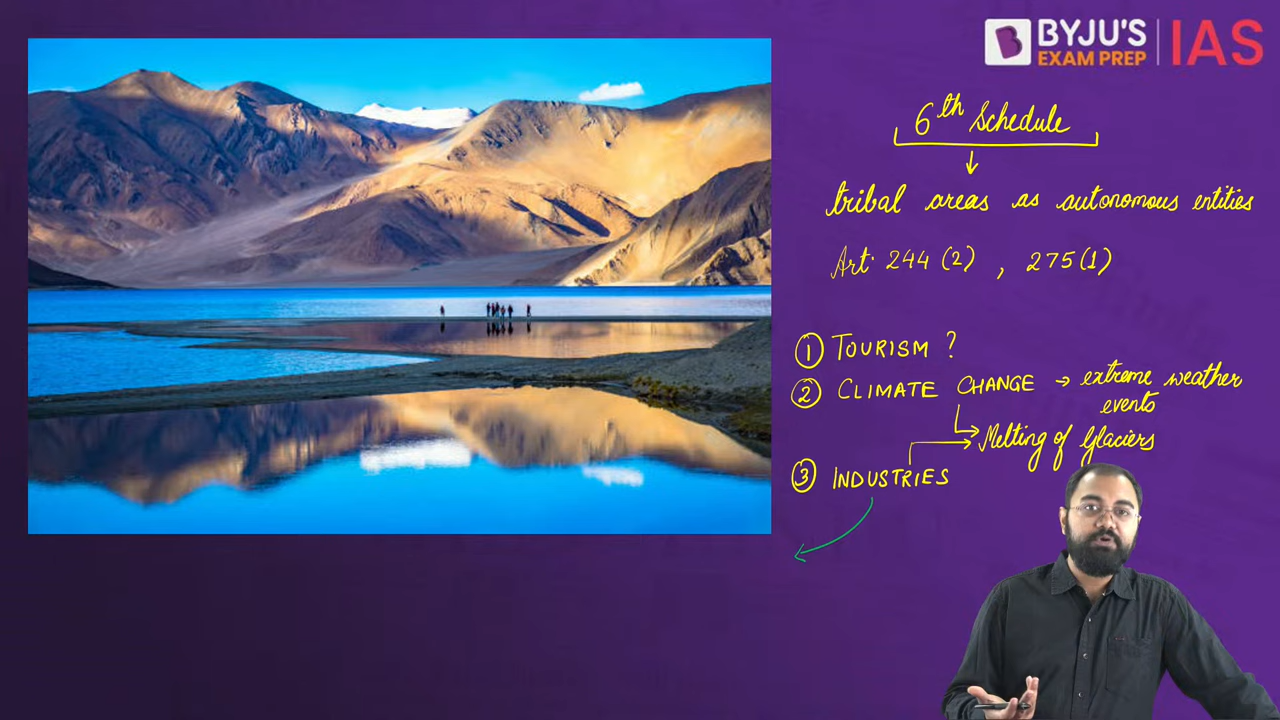 BYJU'S
EXAM PREP
IAS
6th Schedule
tribal areas as autonomous entities
Art. 244 (2) , 275(1)
① TOURISM ?
② CLIMATE CHANGE → extreme weather
events
Melting of Glaciers
③ INDUSTRIES